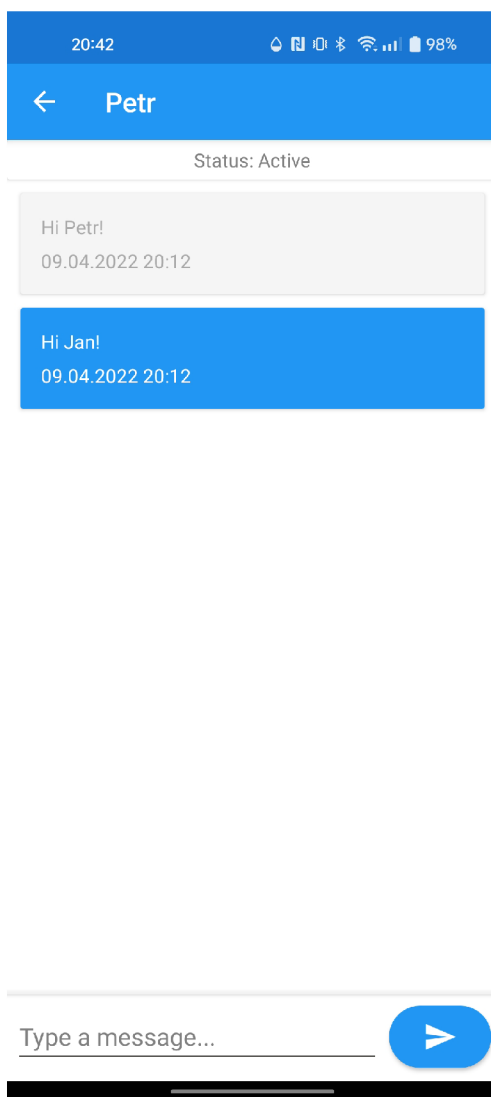 20:42 98%
Petr
Status: Active
Hi Petr!
09.04.2022 20:12
Hi Jan!
09.04.2022 20:12
Type a message...